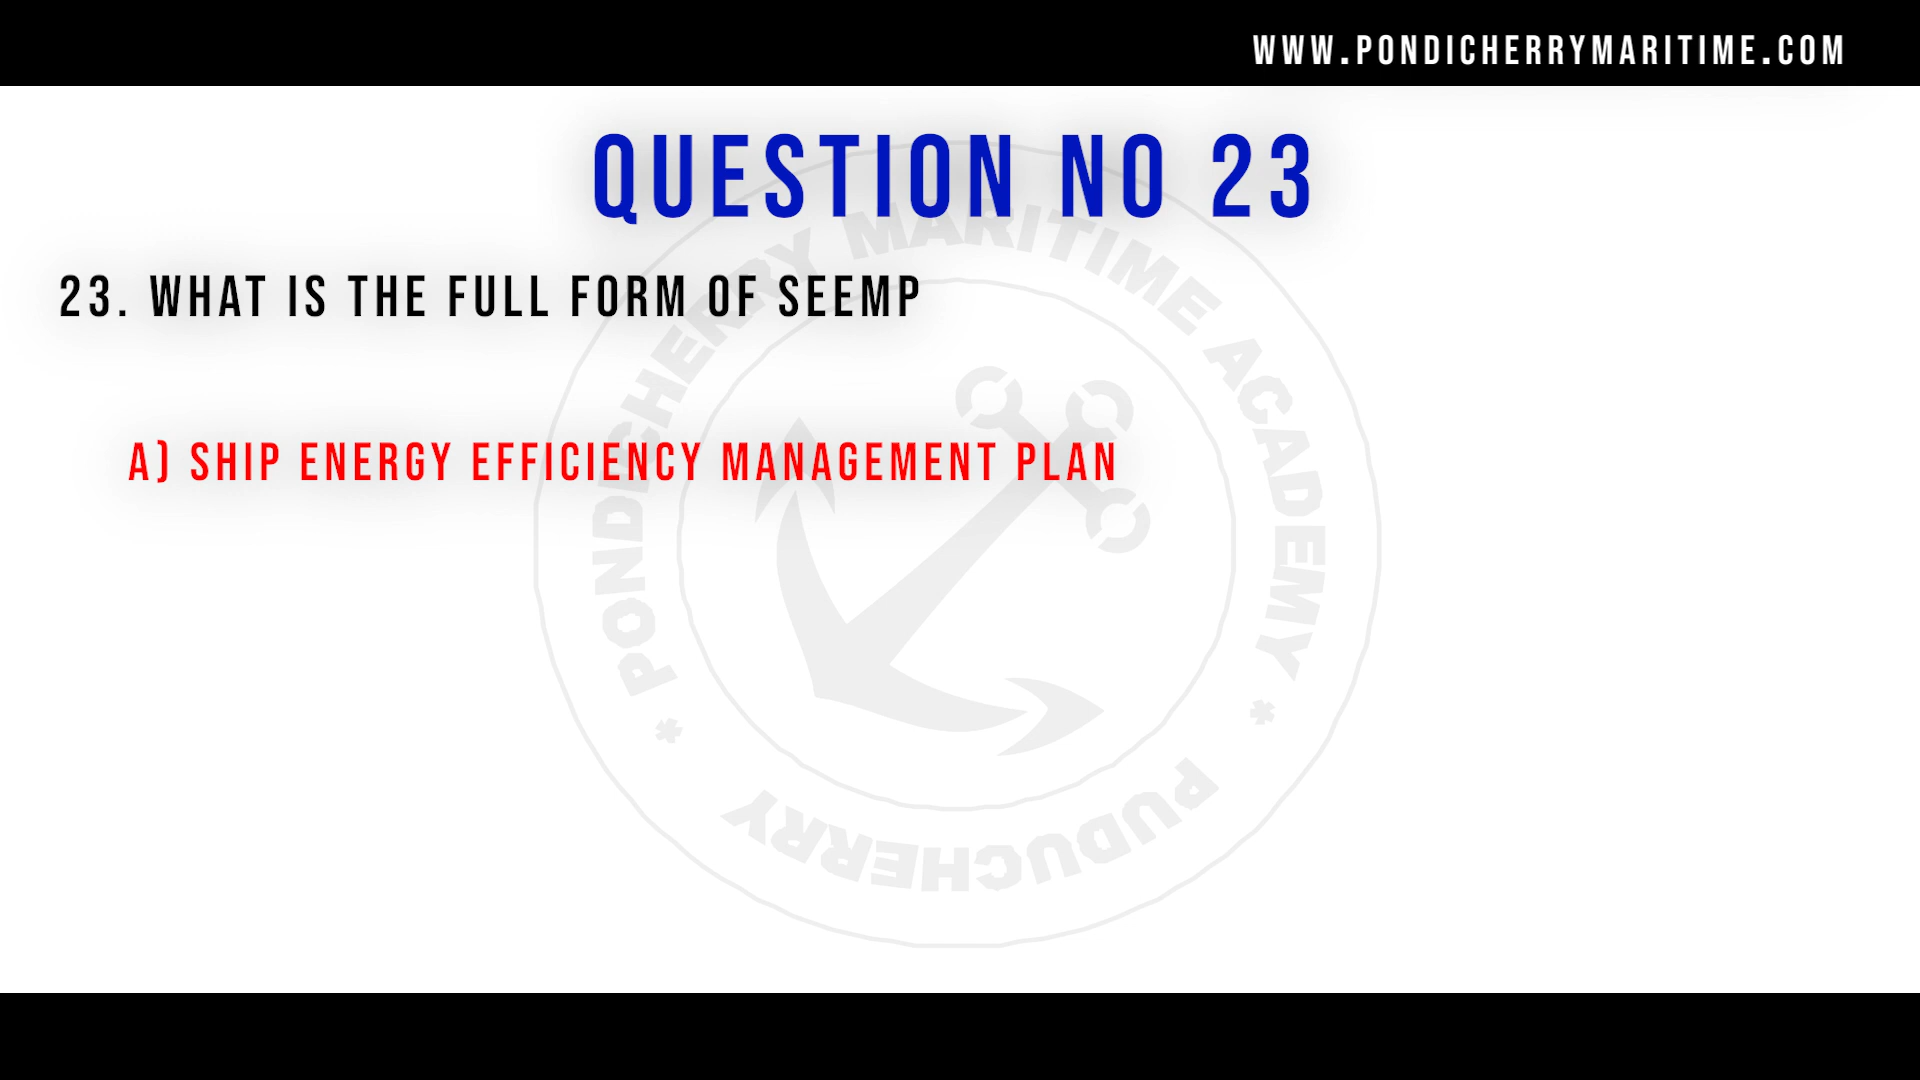 WWW.PONDICHERRYMARITIME.COM
QUESTION NO 23
23. WHAT IS THE FULL FORM OF SEEMP
A) SHIP ENERGY EFFICIENCY MANAGEMENT PLAN
PONDICHERRY MARITIME ACADEMY
* PUDUCHERRY *